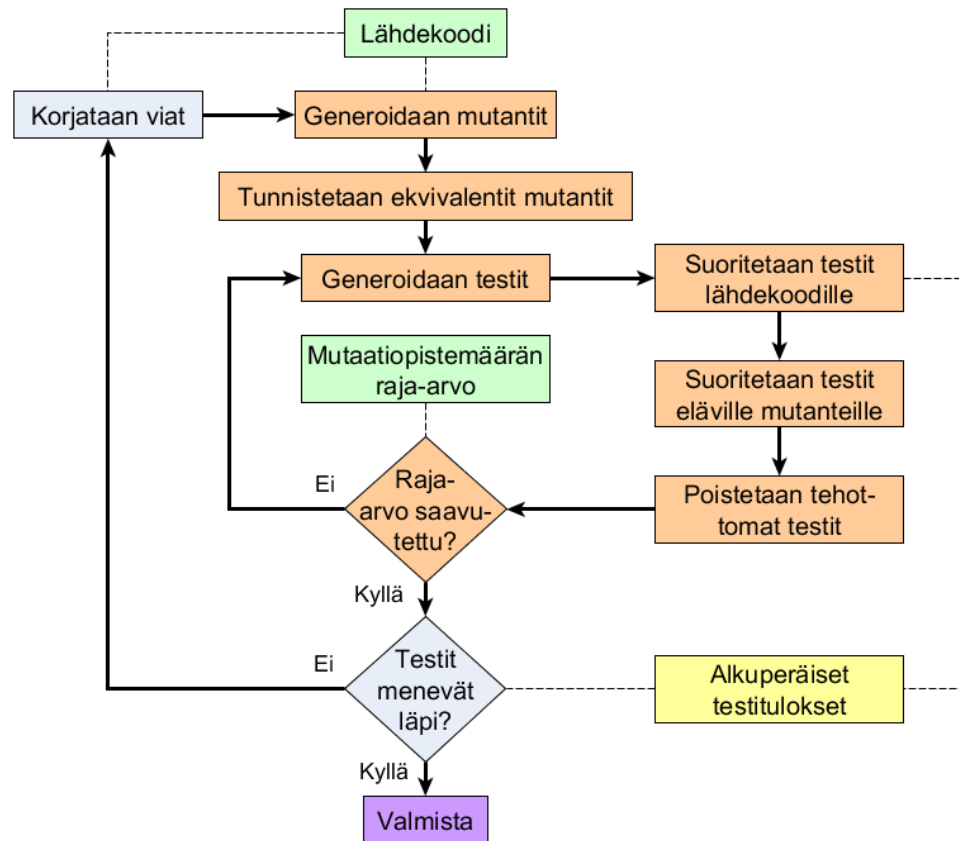 Lähdekoodi
Korjataan viat
Generoidaan mutantit
Tunnistetaan ekvivalentit mutantit
Generoidaan testit
Suoritetaan testit
lähdekoodille
Mutaatiopistemäärän
raja-arvo
Suoritetaan testit
eläville mutanteille
Ei
Raja-
arvo saavu-
tettu?
Poistetaan tehot-
tomat testit
Kyllä
Ei
Testit
menevät
läpi?
Alkuperäiset
testitulokset
Kyllä
Valmista